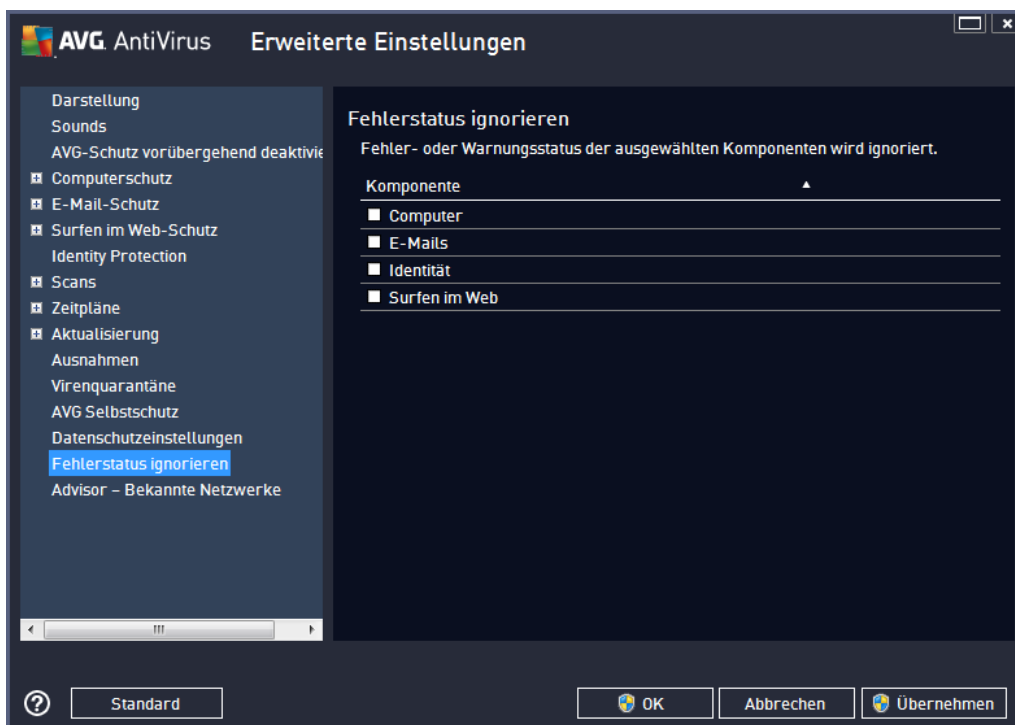 AVG. AntiVirus Erweiterte Einstellungen
Darstellung
Sounds
AVG-Schutz vorübergehend deaktivie
Computerschutz
E-Mail-Schutz
Surfen im Web-Schutz
Identity Protection
Scans
Zeitpläne
Aktualisierung
Ausnahmen
Virenquarantäne
AVG Selbstschutz
Datenschutzeinstellungen
Fehlerstatus ignorieren
Advisor – Bekannte Netzwerke
Fehlerstatus ignorieren
Fehler- oder Warnungsstatus der ausgewählten Komponenten wird ignoriert.
Komponente
Computer
E-Mails
Identität
Surfen im Web
Standard
OK
Abbrechen
Übernehmen